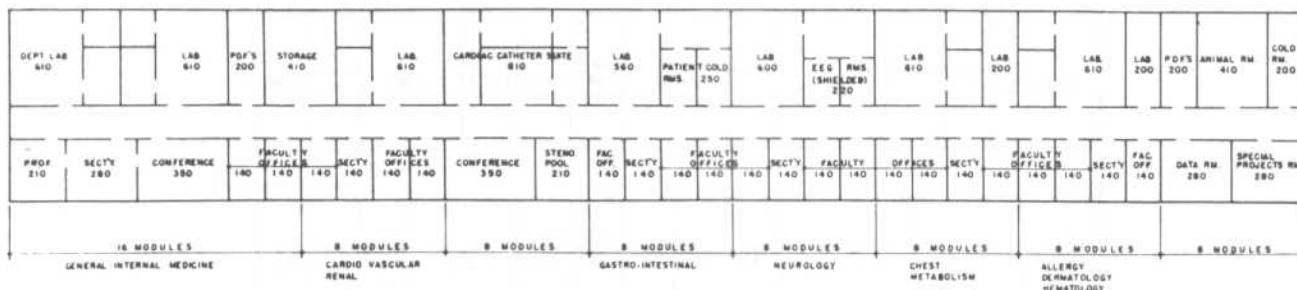 DEPT LAB LAB PDF'S STORAGE LAB CARDIAC CATHETER SUITE LAB PATIENT COLD RMS LAB EEG RMS (SHIELDED) LAB LAB LAB LAB PDF'S ANIMAL RM. COLD RM.
610 610 200 410 610 810 560 250 600 220 610 200 610 200 200 410 200
PROF. SECT'Y CONFERENCE FACULTY OFFICES SECT'Y FACULTY OFFICES CONFERENCE STENO. POOL FAC. OFF. SECT'Y FACULTY OFFICES SECT'Y FACULTY OFFICES SECT'Y FACULTY OFFICES SECT'Y FAC. OFF. DATA RM. SPECIAL PROJECTS RM
210 280 350 140 140 140 140 140 140 350 210 140 140 140 140 140 140 140 140 140 140 140 140 140 140 140 280 280
16 MODULES 8 MODULES 8 MODULES 8 MODULES 8 MODULES 8 MODULES 8 MODULES 8 MODULES
GENERAL INTERNAL MEDICINE CARDIO VASCULAR GASTRO-INTESTINAL NEUROLOGY CHEST ALLERGY
RENAL METABOLISM DERMATOLOGY
HEMATOLOGY